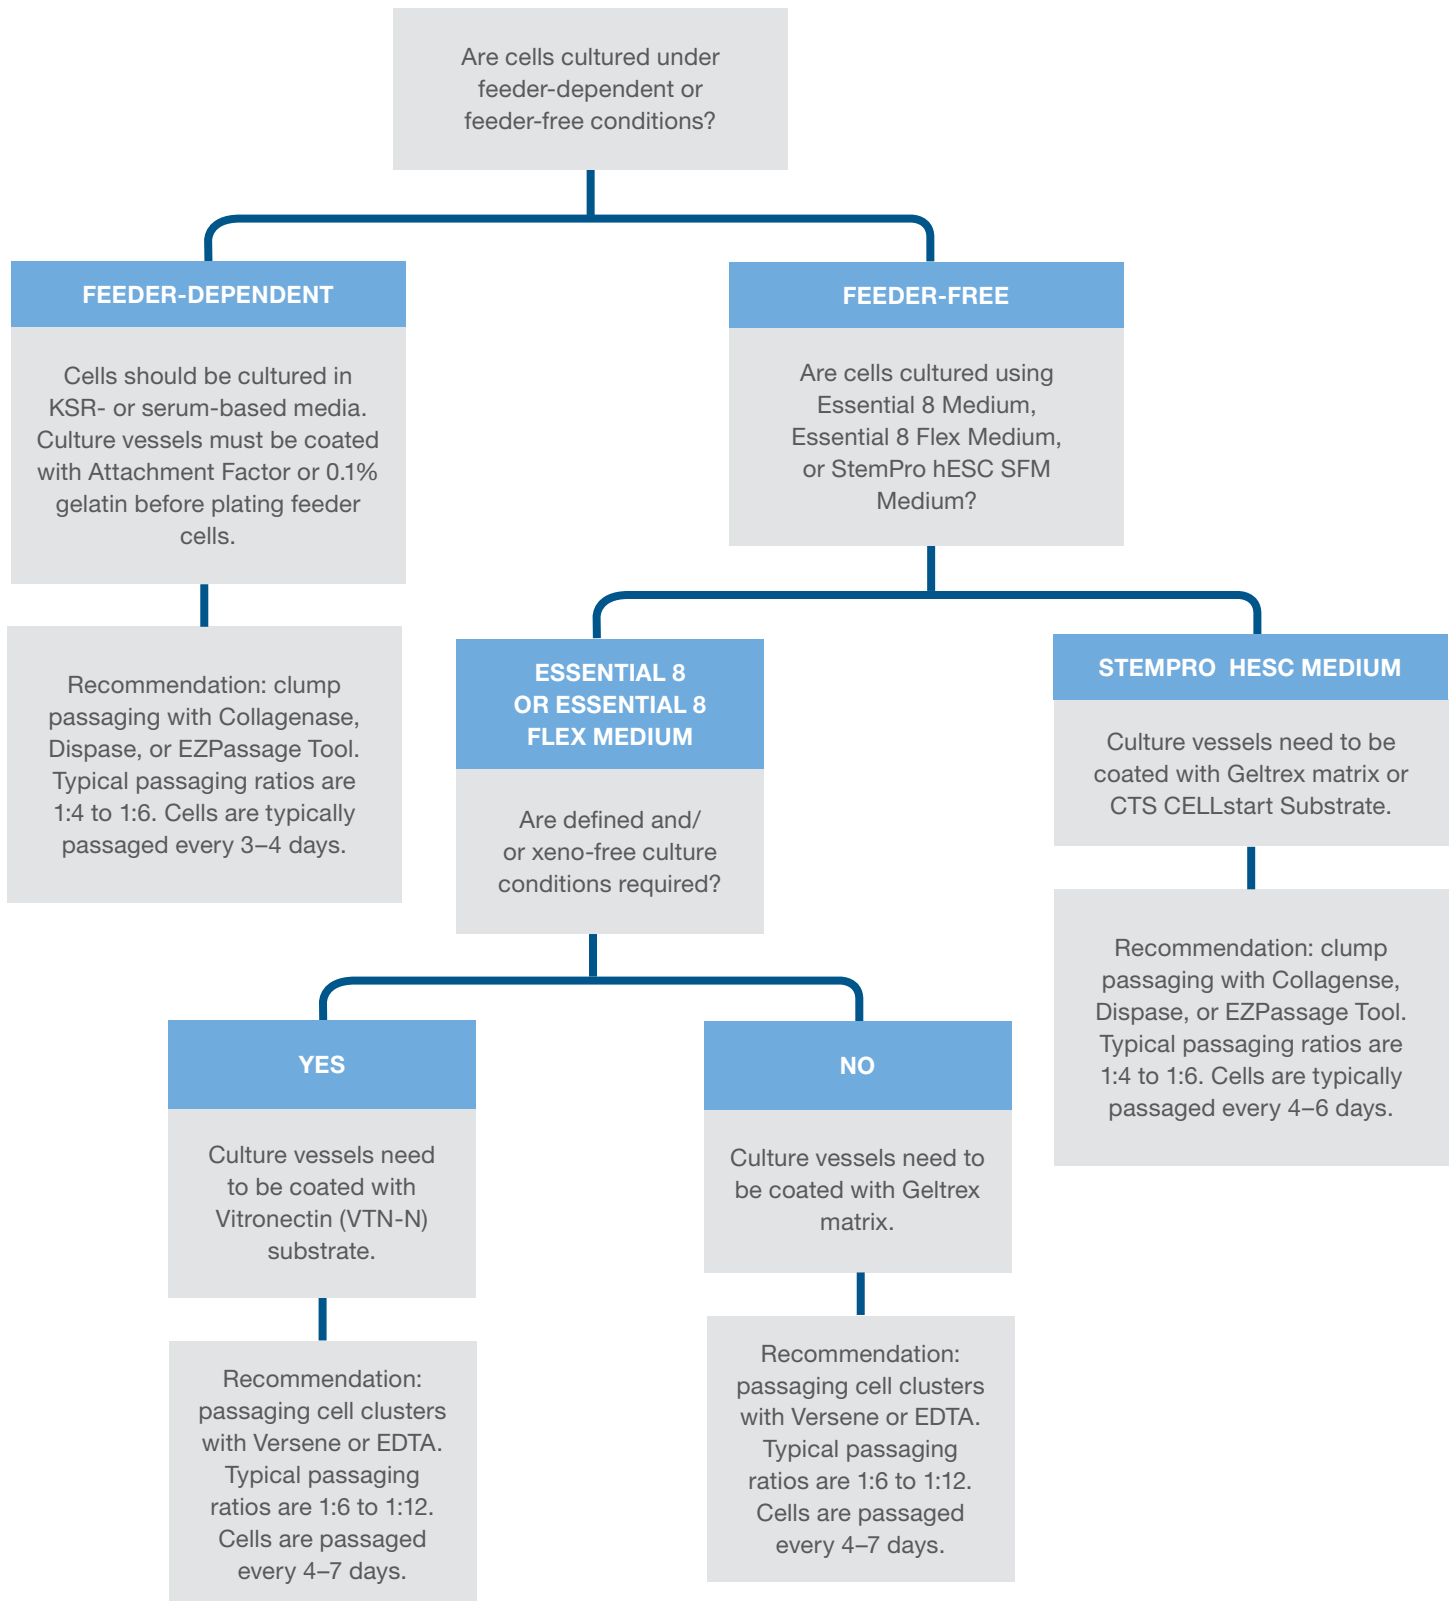 Are cells cultured under
feeder-dependent or
feeder-free conditions?
FEEDER-DEPENDENT
Cells should be cultured in
KSR- or serum-based media.
Culture vessels must be coated
with Attachment Factor or 0.1%
gelatin before plating feeder
cells.
Recommendation: clump
passaging with Collagenase,
Dispase, or EZPassage Tool.
Typical passaging ratios are
1:4 to 1:6. Cells are typically
passaged every 3–4 days.
FEEDER-FREE
Are cells cultured using
Essential 8 Medium,
Essential 8 Flex Medium,
or StemPro hESC SFM
Medium?
ESSENTIAL 8
OR ESSENTIAL 8
FLEX MEDIUM
Are defined and/
or xeno-free culture
conditions required?
YES
Culture vessels need
to be coated with
Vitronectin (VTN-N)
substrate.
Recommendation:
passaging cell clusters
with Versene or EDTA.
Typical passaging
ratios are 1:6 to 1:12.
Cells are passaged
every 4–7 days.
NO
Culture vessels need to
be coated with Geltrex
matrix.
Recommendation:
passaging cell clusters
with Versene or EDTA.
Typical passaging
ratios are 1:6 to 1:12.
Cells are passaged
every 4–7 days.
STEMPRO HESC MEDIUM
Culture vessels need to be
coated with Geltrex matrix or
CTS CELLstart Substrate.
Recommendation: clump
passaging with Collagense,
Dispase, or EZPassage Tool.
Typical passaging ratios are
1:4 to 1:6. Cells are typically
passaged every 4–6 days.